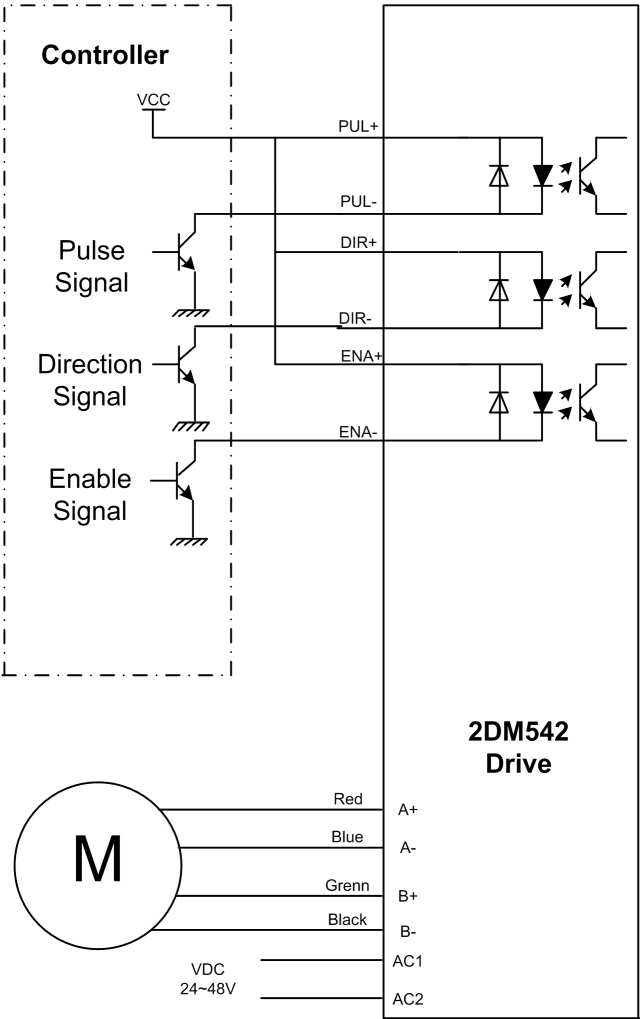 Controller
VCC
PUL+
PUL-
Pulse
Signal
DIR+
DIR-
Direction
Signal
ENA+
ENA-
Enable
Signal
2DM542
Drive
Red
A+
M
Blue
A-
Grenn
B+
Black
B-
VDC
24~48V
AC1
AC2